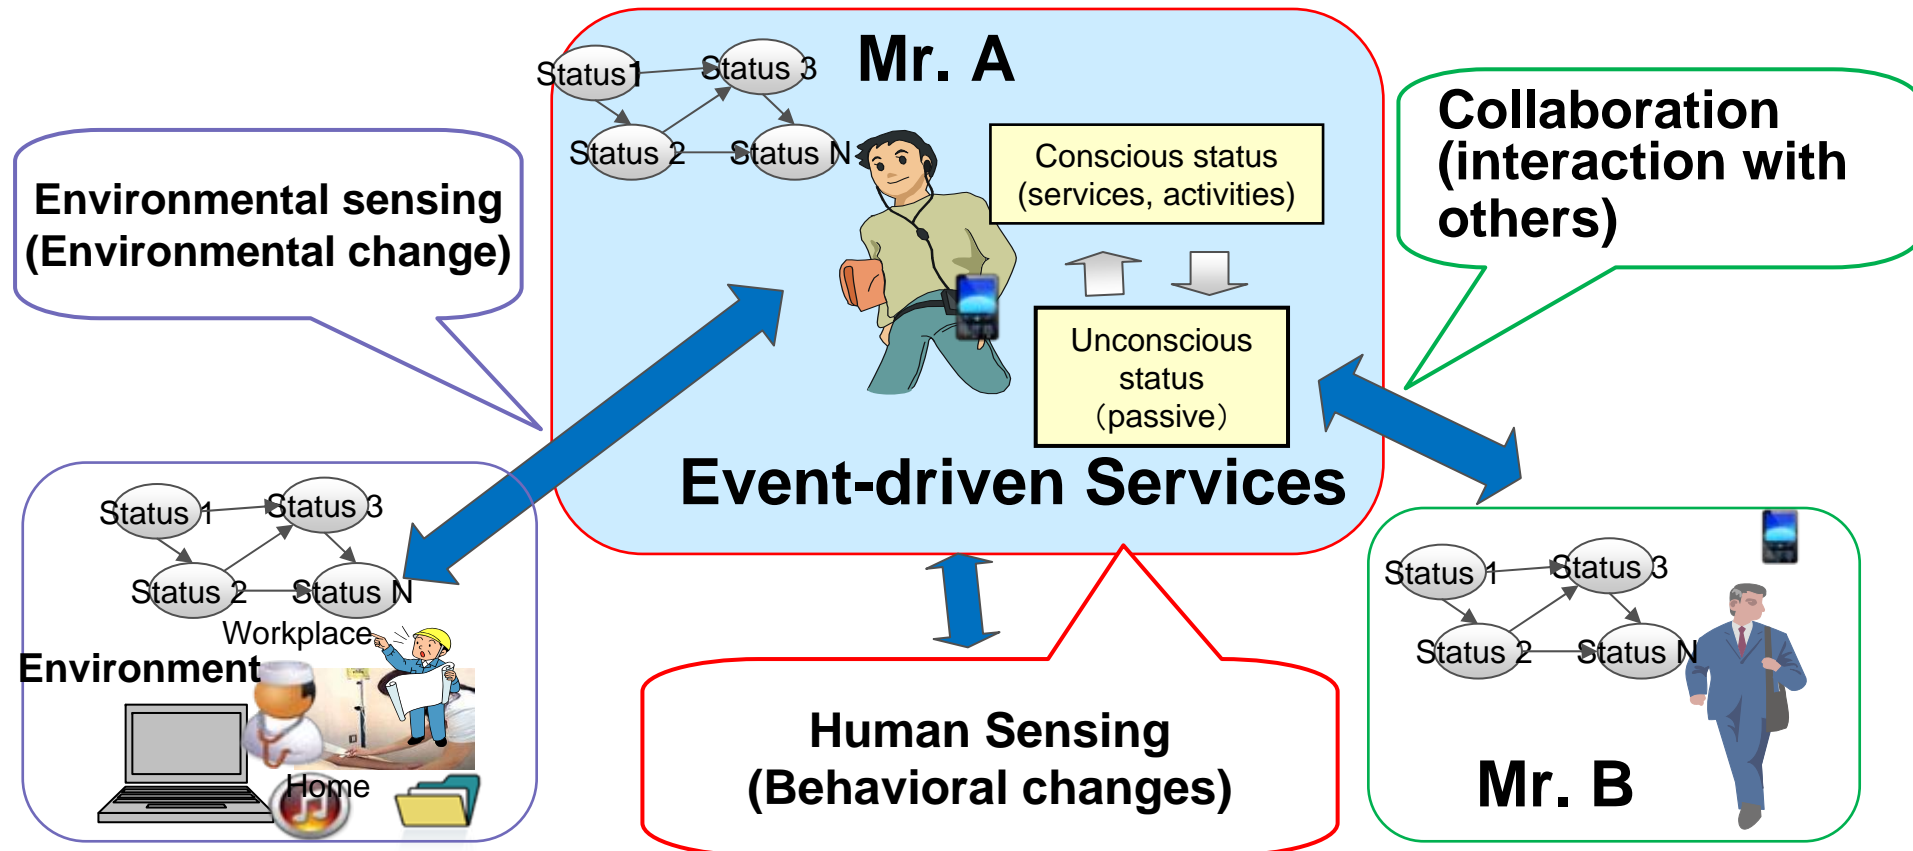 Mr. A
Status1
Status 3
Status 2
Status N
Conscious status
(services, activities)
Unconscious
status
（passive）
Event-driven Services
Environmental sensing
(Environmental change)
Collaboration
(interaction with
others)
Status 1
Status 3
Status 2
Status N
Workplace
Environment
Home
Human Sensing
(Behavioral changes)
Status 1
Status 3
Status 2
Status N
Mr. B